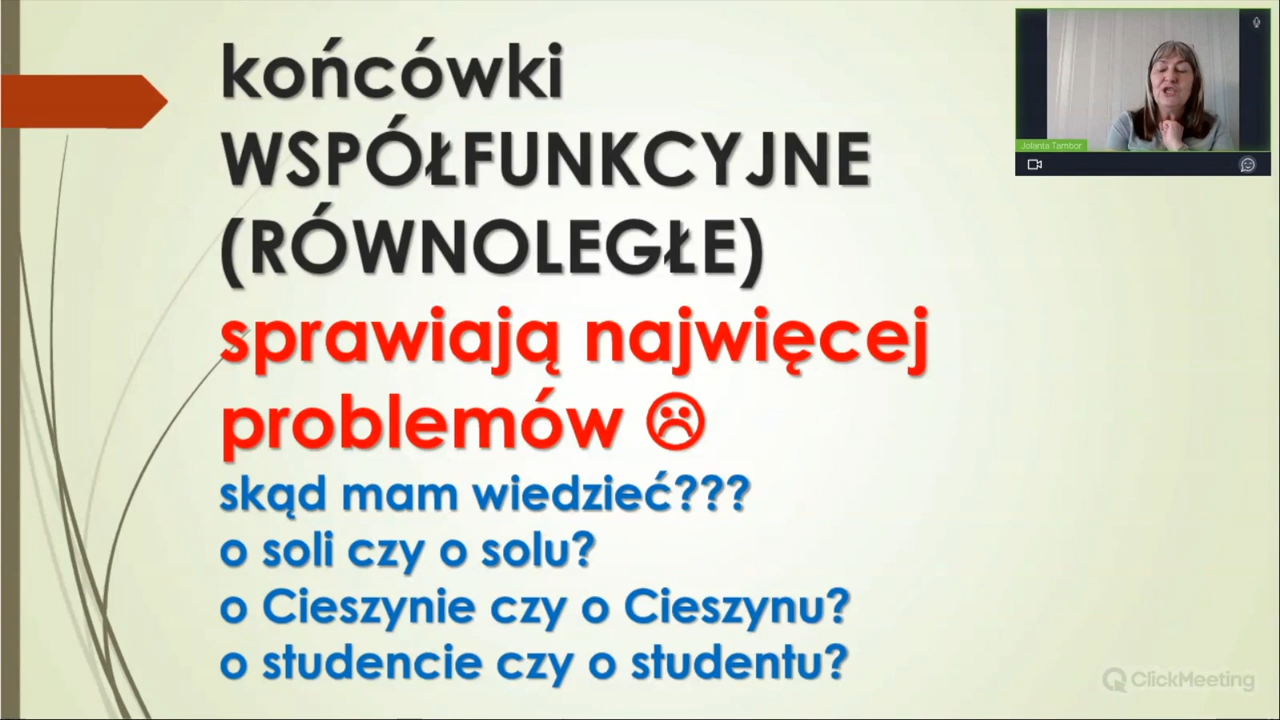 końcówki
WSPÓŁFUNKCYJNE
(RÓWNOLEGŁE)
sprawiają najwięcej
problemów ☹
skąd mam wiedzieć???
o soli czy o solu?
o Cieszynie czy o Cieszynu?
o studencie czy o studentu?
Jolanta Tambor
ClickMeeting